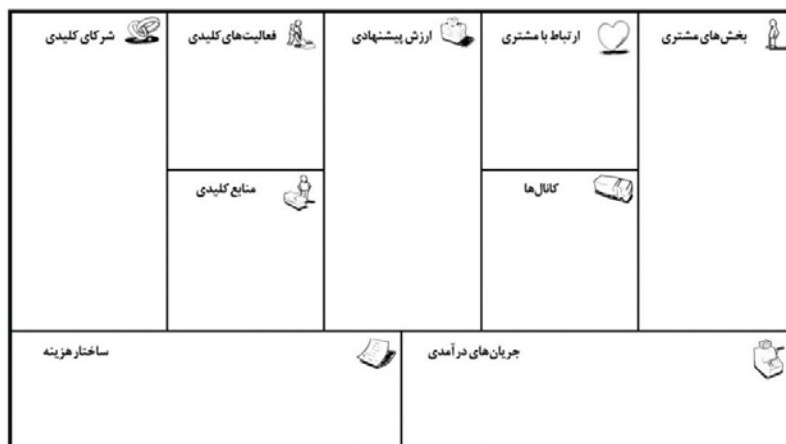 بخش‌های مشتری
ارتباط با مشتری
ارزش پیشنهادی
فعالیت‌های کلیدی
شرکای کلیدی
کانال‌ها
منابع کلیدی
جریان‌های درآمدی
ساختار هزینه